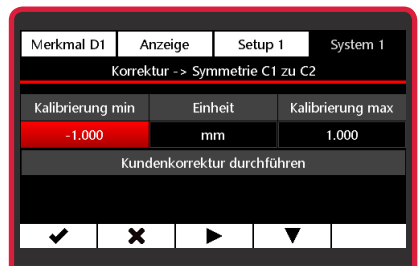 Merkmal D1 Anzeige Setup 1 System 1
Korrektur -> Symmetrie C1 zu C2
Kalibrierung min Einheit Kalibrierung max
-1.000 mm 1.000
Kundenkorrektur durchführen